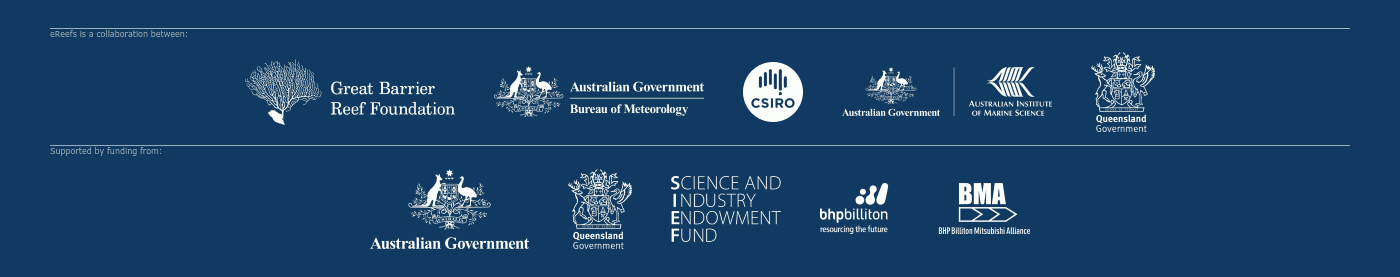 eReefs is a collaboration between:
Great Barrier
Reef Foundation
Australian Government
Bureau of Meteorology
CSIRO
Australian Government
AUSTRALIAN INSTITUTE
OF MARINE SCIENCE
Queensland
Government
Supported by funding from:
Australian Government
Queensland
Government
SCIENCE AND
INDUSTRY
ENDOWMENT
FUND
bhpbilliton
resourcing the future
BMA
BHP Billiton Mitsubishi Alliance